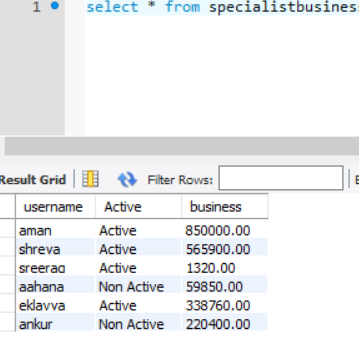 1 select * from specialistbusines
Result Grid Filter Rows:
username Active business
aman Active 850000.00
shreya Active 565900.00
sreerag Active 1320.00
aahana Non Active 59850.00
eklavya Active 338760.00
ankur Non Active 220400.00